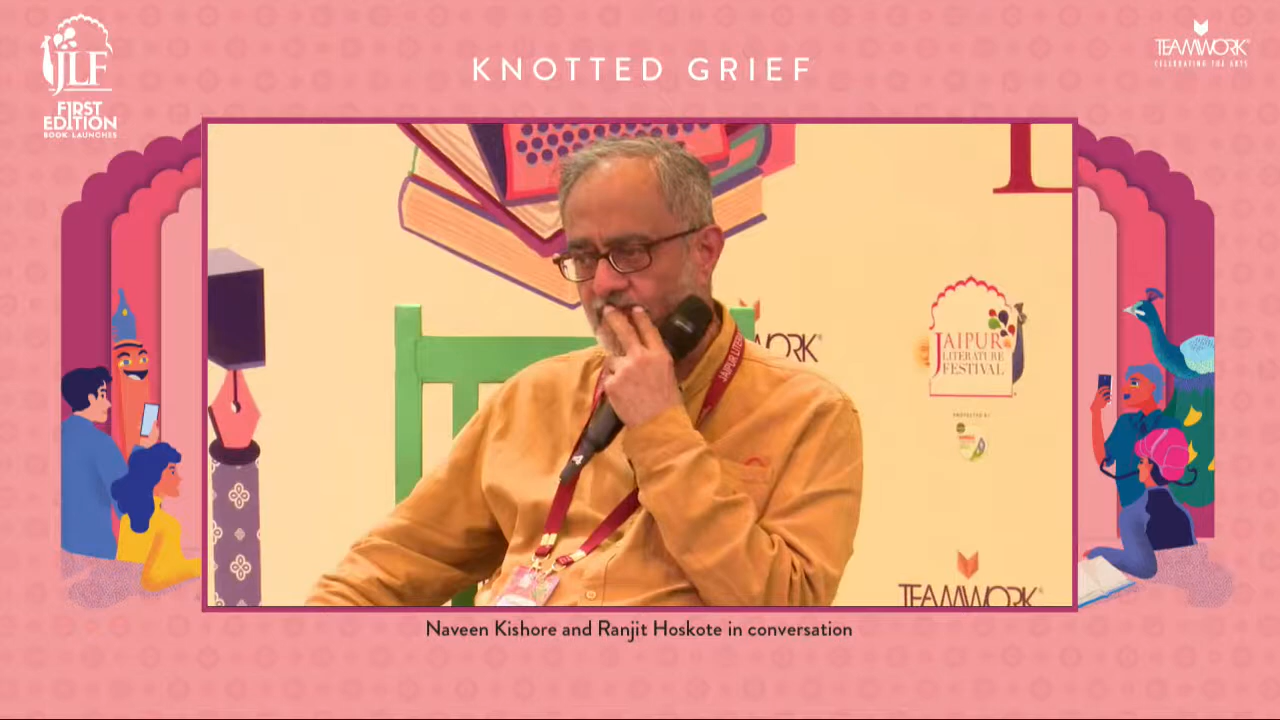 JLF
FIRST
EDITION
BOOK LAUNCHES
KNOTTED GRIEF
TEAMWORK
CELEBRATING THE ARTS
JAIPUR
LITERATURE
FESTIVAL
TEAMWORK
Naveen Kishore and Ranjit Hoskote in conversation